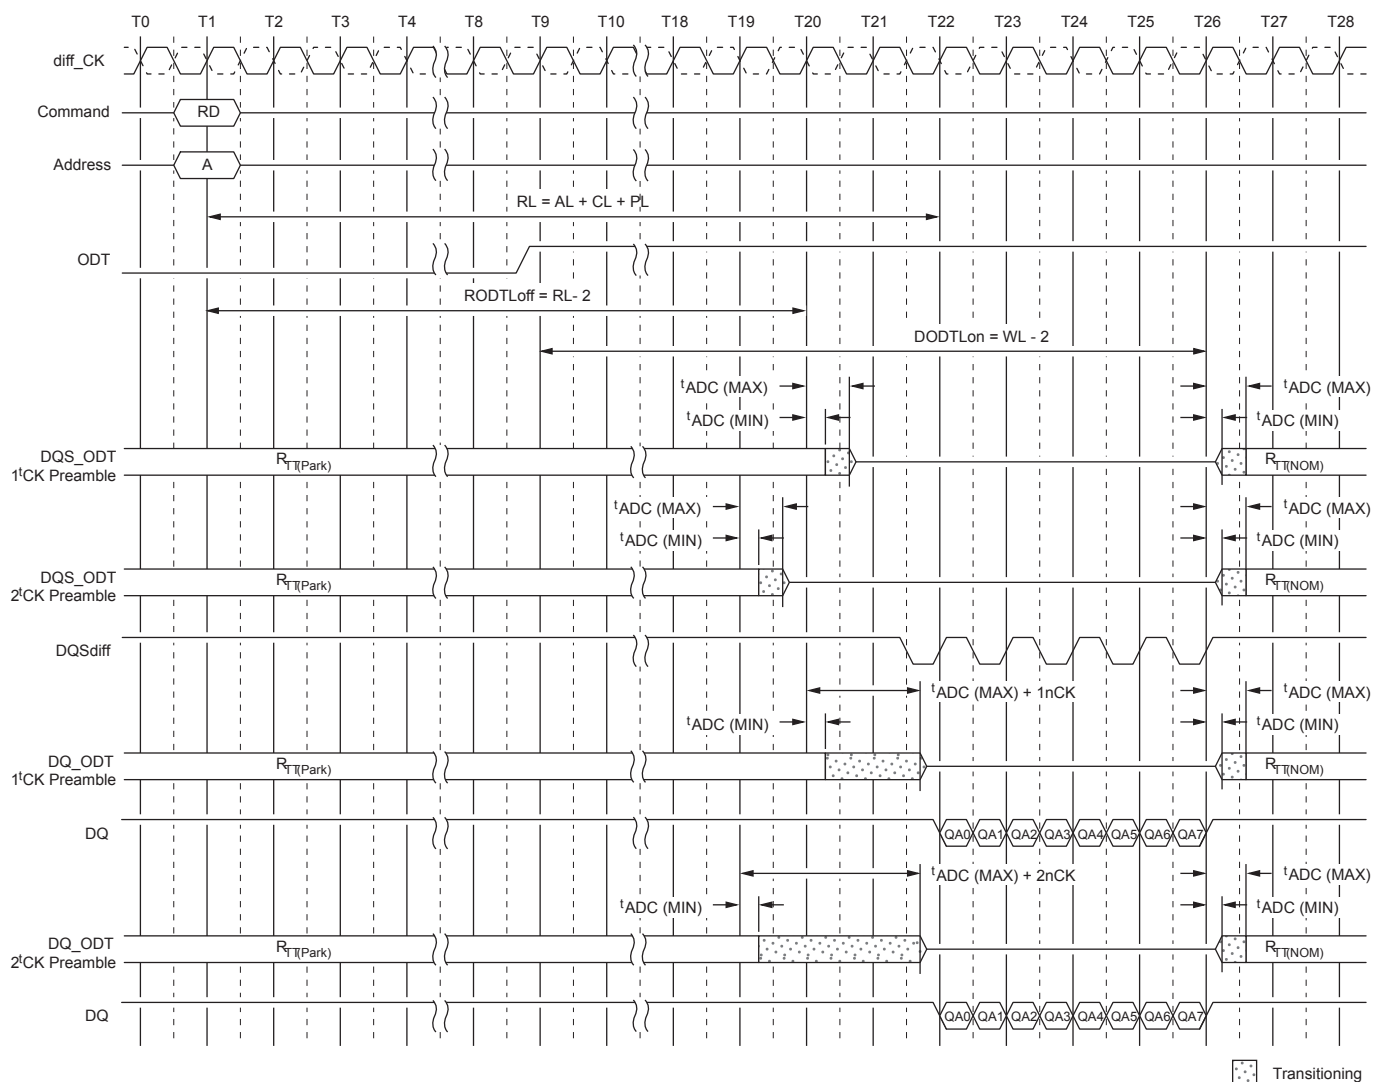 T0 T1 T2 T3 T4 T8 T9 T10 T18 T19 T20 T21 T22 T23 T24 T25 T26 T27 T28
diff_CK
Command RD
Address A
RL = AL + CL + PL
ODT
RODTLoff = RL- 2
DODTLon = WL - 2
tADC (MAX) tADC (MAX)
tADC (MIN) tADC (MIN)
DQS_ODT
1tCK Preamble RTT(Park) RTT(NOM)
tADC (MAX) tADC (MAX)
tADC (MIN) tADC (MIN)
DQS_ODT
2tCK Preamble RTT(Park) RTT(NOM)
DQSdiff
tADC (MAX) + 1nCK tADC (MAX)
tADC (MIN) tADC (MIN)
DQ_ODT
1tCK Preamble RTT(Park) RTT(NOM)
DQ QA0 QA1 QA2 QA3 QA4 QA5 QA6 QA7
tADC (MAX) + 2nCK tADC (MAX)
tADC (MIN) tADC (MIN)
DQ_ODT
2tCK Preamble RTT(Park) RTT(NOM)
DQ QA0 QA1 QA2 QA3 QA4 QA5 QA6 QA7
Transitioning